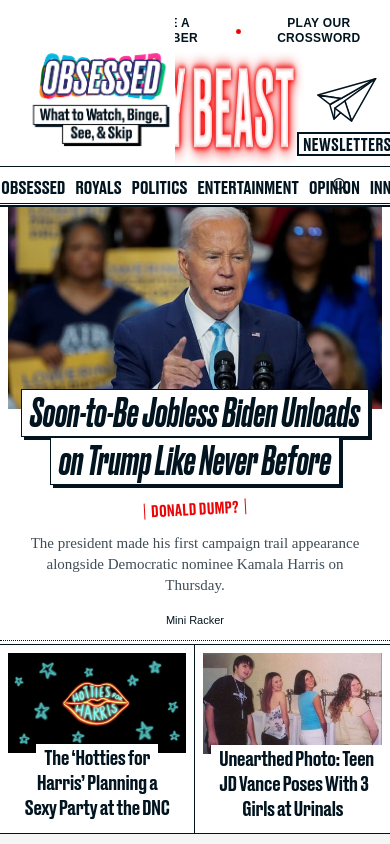 E A
BER
PLAY OUR
CROSSWORD
OBSESSED
What to Watch, Binge,
See, & Skip
Y BEAST
NEWSLETTERS
OBSESSED ROYALS POLITICS ENTERTAINMENT OPINION INN
LOWERING
Soon-to-Be Jobless Biden Unloads
on Trump Like Never Before
DONALD DUMP?
The president made his first campaign trail appearance
alongside Democratic nominee Kamala Harris on
Thursday.
Mini Racker
HOTTIES FOR
HARRIS
The ‘Hotties for
Harris’ Planning a
Sexy Party at the DNC
Unearthed Photo: Teen
JD Vance Poses With 3
Girls at Urinals